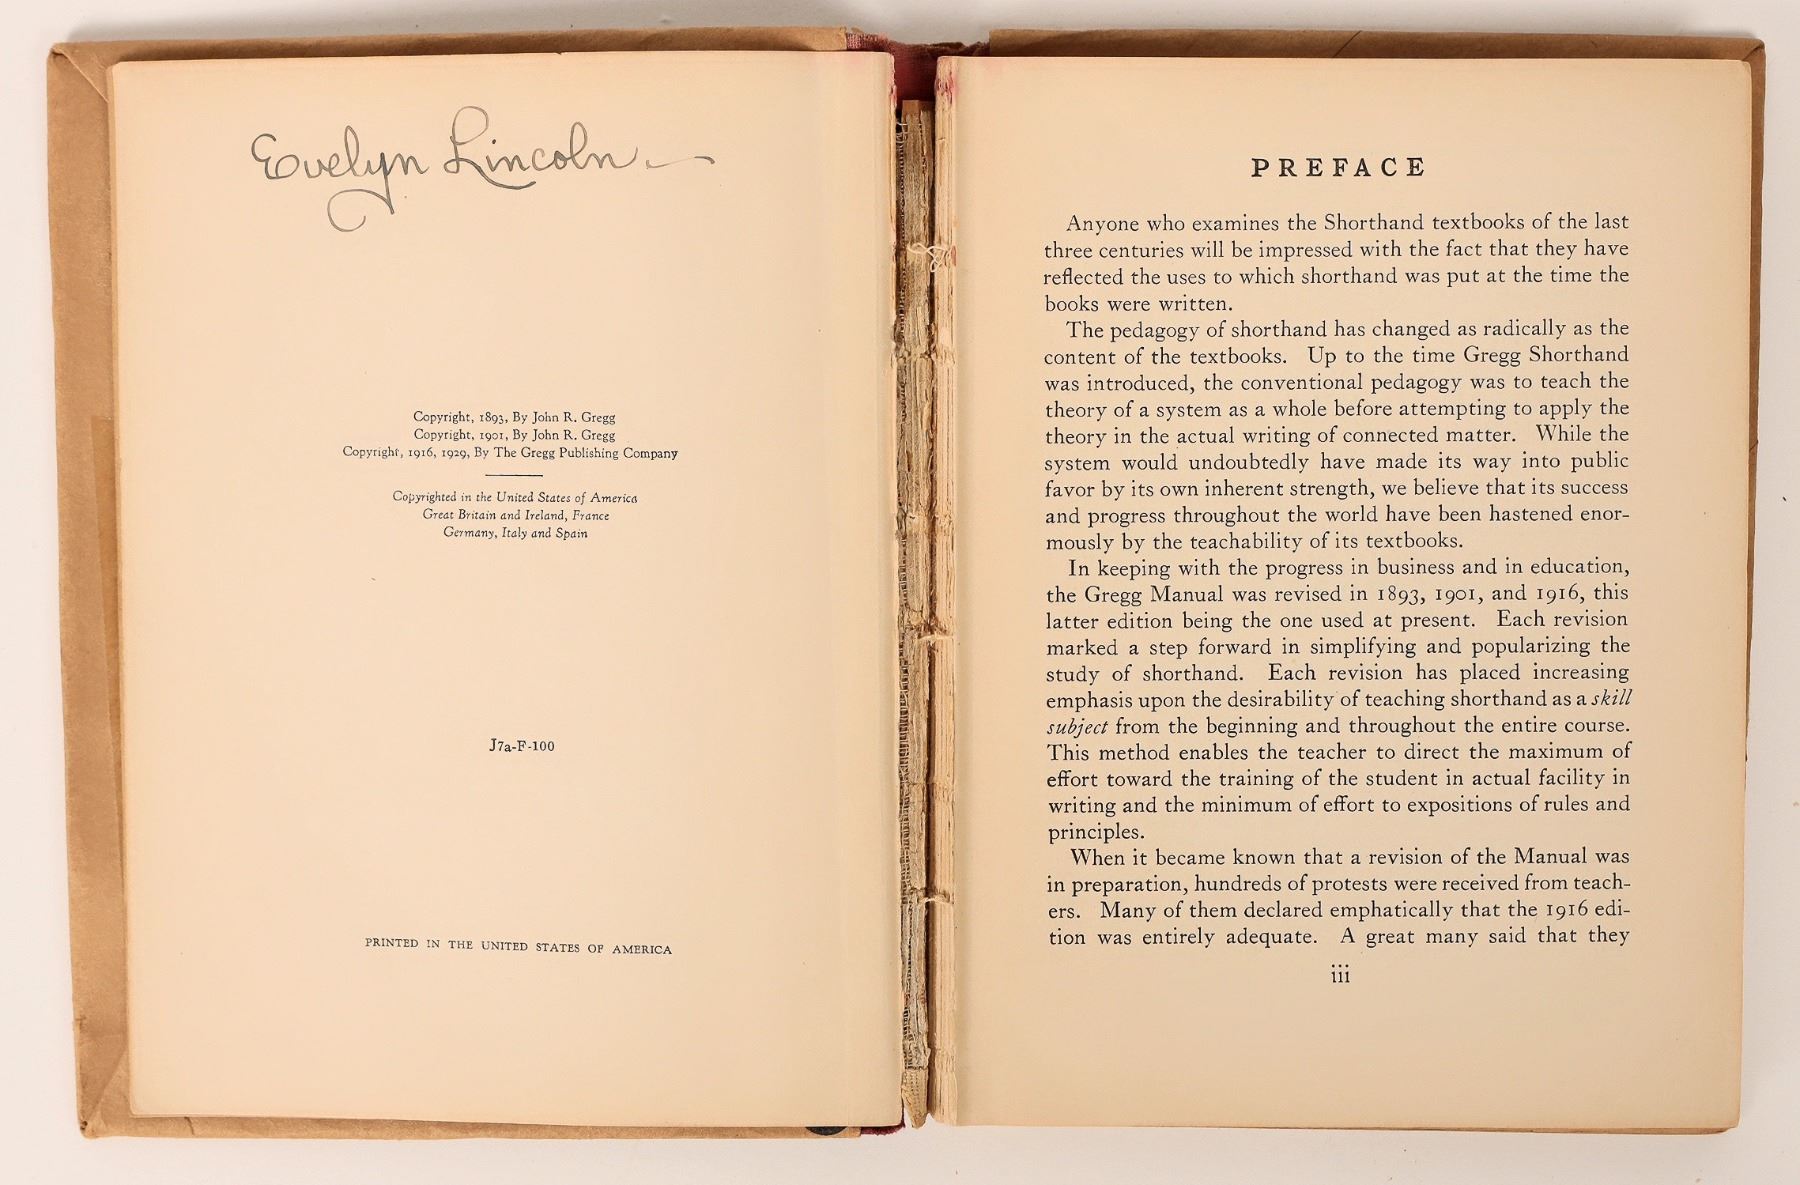 Evelyn Lincoln.
Copyright, 1893, By John R. Gregg
Copyright, 1901, By John R. Gregg
Copyright, 1916, 1929, By The Gregg Publishing Company
Copyrighted in the United States of America
Great Britain and Ireland, France
Germany, Italy and Spain
J7a-F-100
PRINTED IN THE UNITED STATES OF AMERICA
PREFACE
Anyone who examines the Shorthand textbooks of the last
three centuries will be impressed with the fact that they have
reflected the uses to which shorthand was put at the time the
books were written.
The pedagogy of shorthand has changed as radically as the
content of the textbooks. Up to the time Gregg Shorthand
was introduced, the conventional pedagogy was to teach the
theory of a system as a whole before attempting to apply the
theory in the actual writing of connected matter. While the
system would undoubtedly have made its way into public
favor by its own inherent strength, we believe that its success
and progress throughout the world have been hastened enor-
mously by the teachability of its textbooks.
In keeping with the progress in business and in education,
the Gregg Manual was revised in 1893, 1901, and 1916, this
latter edition being the one used at present. Each revision
marked a step forward in simplifying and popularizing the
study of shorthand. Each revision has placed increasing
emphasis upon the desirability of teaching shorthand as a skill
subject from the beginning and throughout the entire course.
This method enables the teacher to direct the maximum of
effort toward the training of the student in actual facility in
writing and the minimum of effort to expositions of rules and
principles.
When it became known that a revision of the Manual was
in preparation, hundreds of protests were received from teach-
ers. Many of them declared emphatically that the 1916 edi-
tion was entirely adequate. A great many said that they
iii